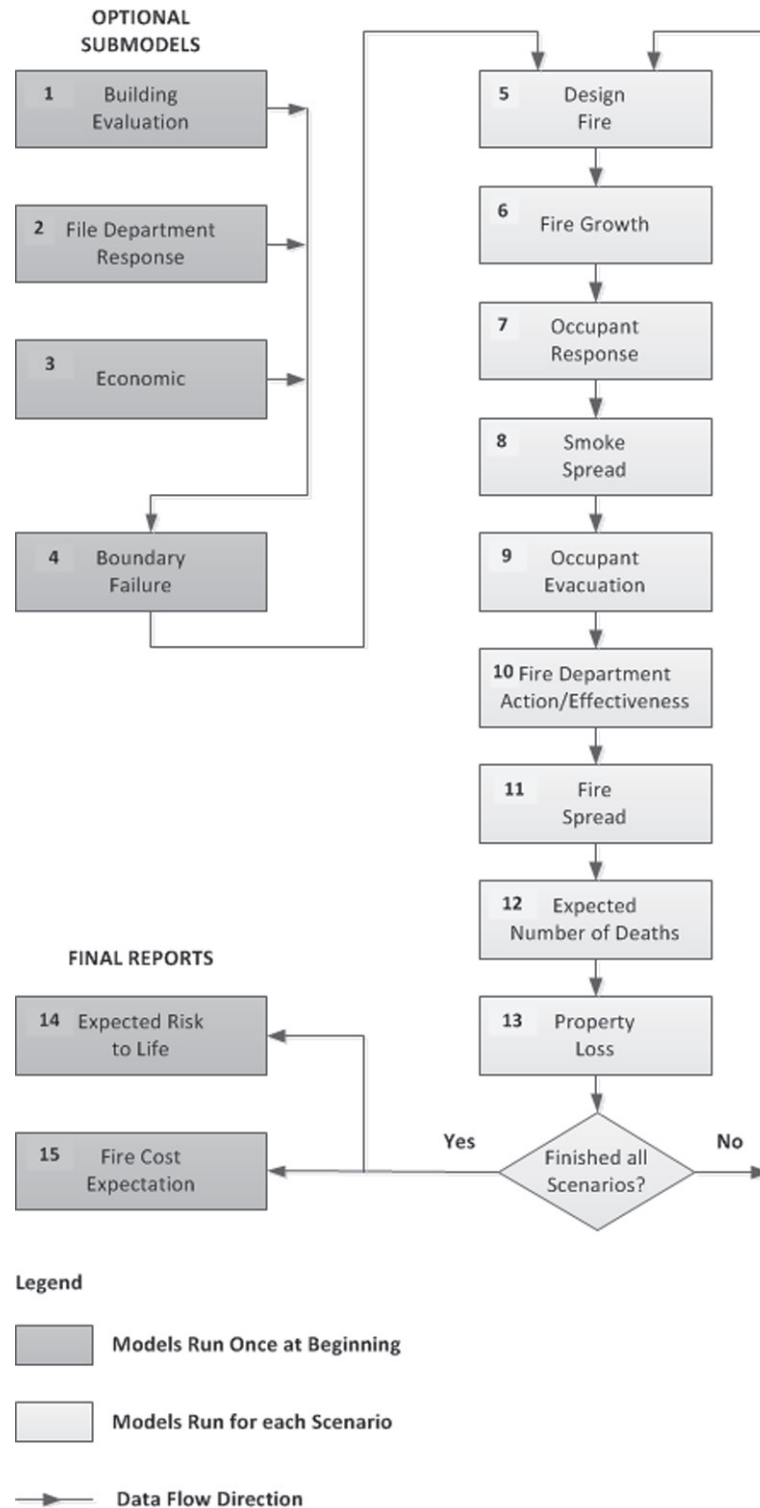 OPTIONAL
SUBMODELS
1 Building
Evaluation
2 File Department
Response
3
Economic
4 Boundary
Failure
5 Design
Fire
6
Fire Growth
7 Occupant
Response
8 Smoke
Spread
9 Occupant
Evacuation
10 Fire Department
Action/Effectiveness
11 Fire
Spread
12 Expected
Number of Deaths
13 Property
Loss
Finished all
Scenarios?
Yes
No
FINAL REPORTS
14 Expected Risk
to Life
15 Fire Cost
Expectation
Legend
Models Run Once at Beginning
Models Run for each Scenario
Data Flow Direction